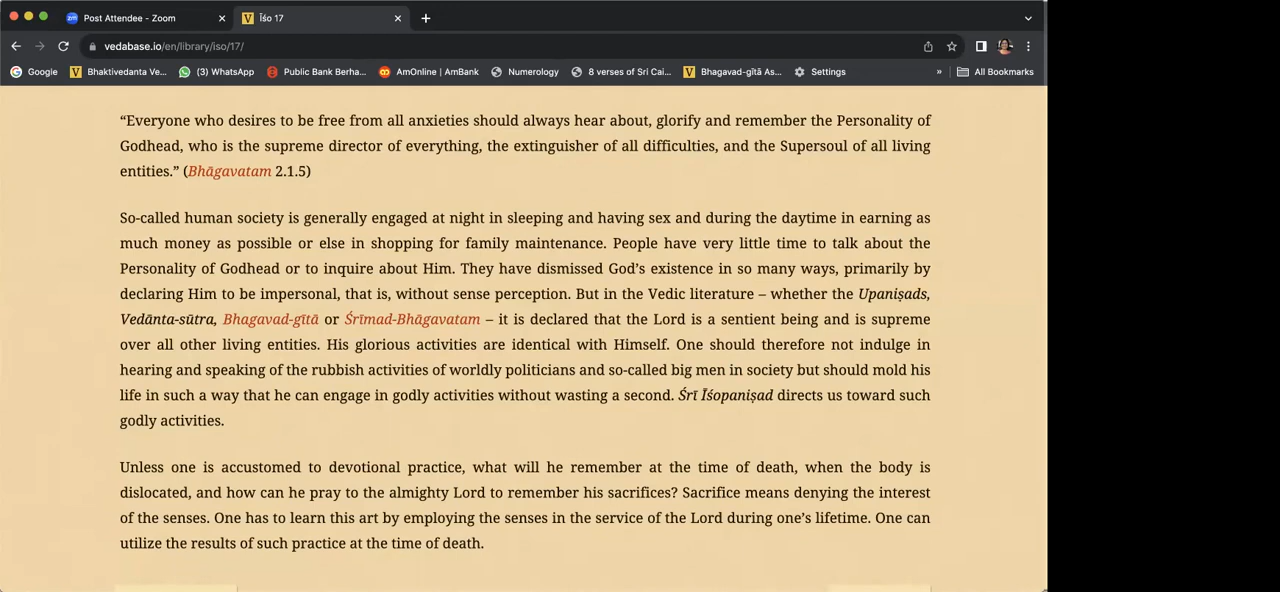 Post Attendee - Zoom
Īśo 17
vedabase.io/en/library/iso/17/
Google
Bhaktivedanta Ve...
(3) WhatsApp
Public Bank Berha...
AmOnline | AmBank
Numerology
8 verses of Sri Cai...
Bhagavad-gītā As...
Settings
»
All Bookmarks
“Everyone who desires to be free from all anxieties should always hear about, glorify and remember the Personality of
Godhead, who is the supreme director of everything, the extinguisher of all difficulties, and the Supersoul of all living
entities.” (Bhāgavatam 2.1.5)
So-called human society is generally engaged at night in sleeping and having sex and during the daytime in earning as
much money as possible or else in shopping for family maintenance. People have very little time to talk about the
Personality of Godhead or to inquire about Him. They have dismissed God’s existence in so many ways, primarily by
declaring Him to be impersonal, that is, without sense perception. But in the Vedic literature – whether the Upaniṣads,
Vedānta-sūtra, Bhagavad-gītā or Śrīmad-Bhāgavatam – it is declared that the Lord is a sentient being and is supreme
over all other living entities. His glorious activities are identical with Himself. One should therefore not indulge in
hearing and speaking of the rubbish activities of worldly politicians and so-called big men in society but should mold his
life in such a way that he can engage in godly activities without wasting a second. Śrī Īśopaniṣad directs us toward such
godly activities.
Unless one is accustomed to devotional practice, what will he remember at the time of death, when the body is
dislocated, and how can he pray to the almighty Lord to remember his sacrifices? Sacrifice means denying the interest
of the senses. One has to learn this art by employing the senses in the service of the Lord during one’s lifetime. One can
utilize the results of such practice at the time of death.